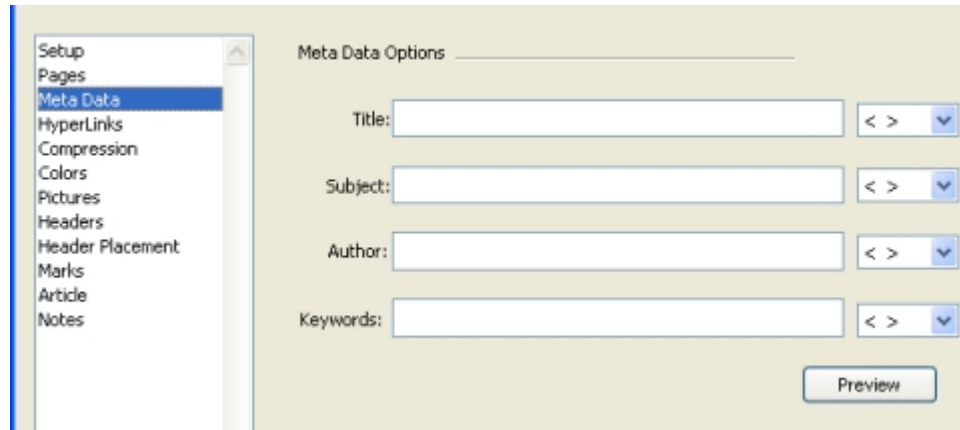 Setup
Pages
Meta Data
HyperLinks
Compression
Colors
Pictures
Headers
Header Placement
Marks
Article
Notes
Meta Data Options
Title: < >
Subject: < >
Author: < >
Keywords: < >
Preview